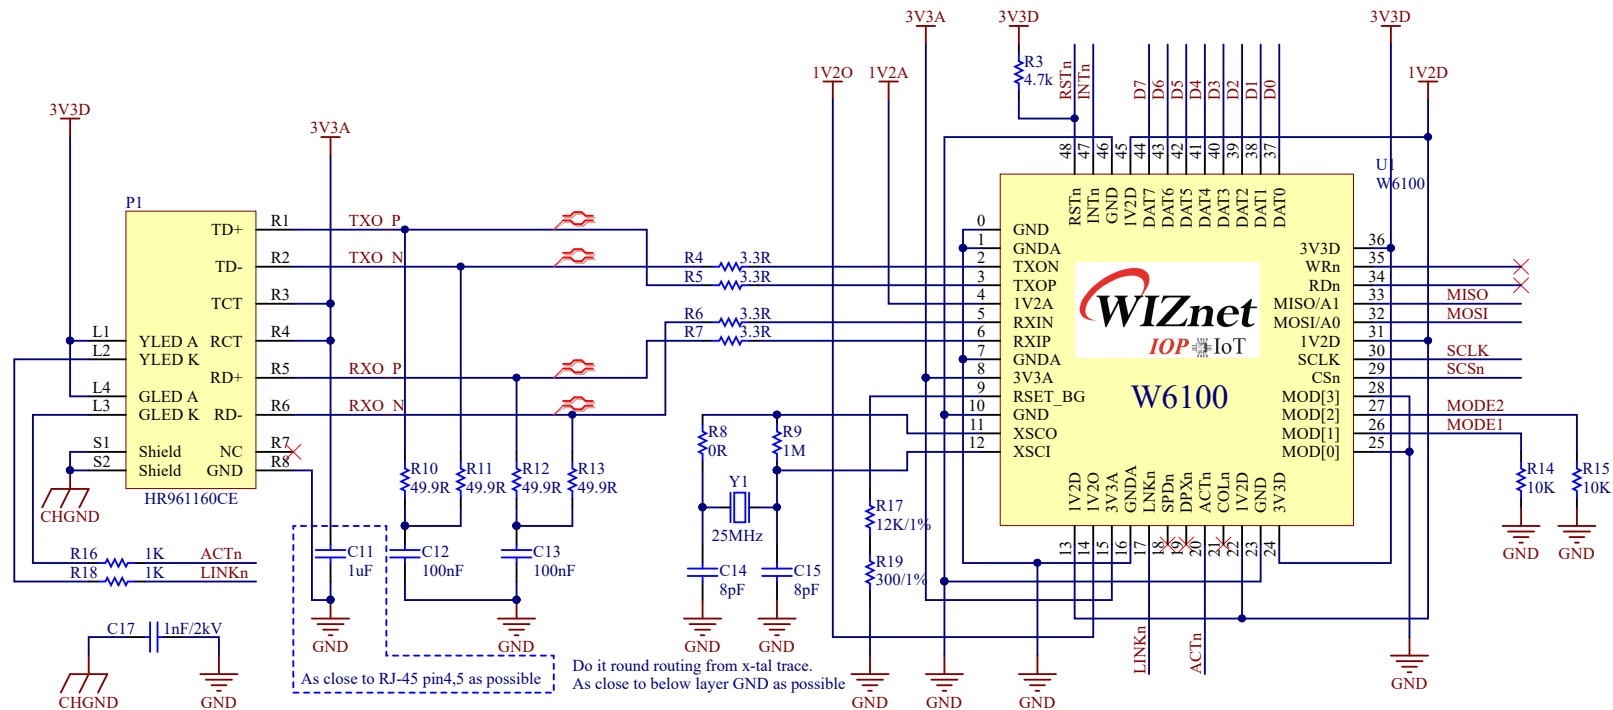 3V3A
3V3D
3V3D
1V2O
1V2A
1V2D
R3
4.7k
RSTn
INTn
D7
D6
D5
D4
D3
D2
D1
D0
3V3D
3V3A
48
47
46
45
44
43
42
41
40
39
38
37
U1
W6100
RSTn
INTn
GND
1V2D
DAT7
DAT6
DAT5
DAT4
DAT3
DAT2
DAT1
DAT0
P1
TD+ R1 TXO_P
TD- R2 TXO_N
TCT R3
L1 YLED A RCT R4
L2 YLED K
RD+ R5 RXO_P
L4 GLED A
L3 GLED K RD- R6 RXO_N
S1 Shield NC R7
S2 Shield GND R8
HR961160CE
CHGND
R4 3.3R
R5 3.3R
R6 3.3R
R7 3.3R
0 GND
1 GNDA
2 TXON
3 TXOP
4 1V2A
5 RXIN
6 RXIP
7 GNDA
8 3V3A
9 RSET_BG
10 GND
11 XSCO
12 XSCI
WIZnet
IOP IoT
W6100
3V3D 36
WRn 35
RDn 34
MISO/A1 33 MISO
MOSI/A0 32 MOSI
1V2D 31
SCLK 30 SCLK
CSn 29 SCSn
MOD[3] 28
MOD[2] 27 MODE2
MOD[1] 26 MODE1
MOD[0] 25
1V2D
1V2O
3V3A
GNDA
LNKn
SPDn
DPXn
ACTn
COLn
1V2D
GND
3V3D
13
14
15
16
17
18
19
20
21
22
23
24
R10
49.9R
R11
49.9R
R12
49.9R
R13
49.9R
R8
0R
R9
1M
Y1
25MHz
R14
10K
R15
10K
GND
GND
R17
12K/1%
R19
300/1%
R16 1K ACTn
R18 1K LINKn
C11
1uF
C12
100nF
C13
100nF
C14
8pF
C15
8pF
GND
GND
GND
GND
C17 1nF/2kV
CHGND
GND
As close to RJ-45 pin4,5 as possible
Do it round routing from x-tal trace.
As close to below layer GND as possible
GND
GND
GND
LINKn
ACTn
GND